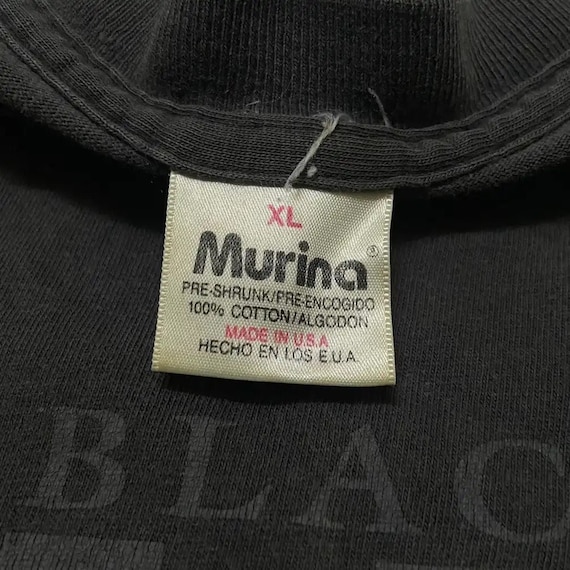 XL
Murina®
PRE-SHRUNK/PRE-ENCOGIDO
100% COTTON/ALGODON
MADE IN U.S.A
HECHO EN LOS E.U.A.
BLAC